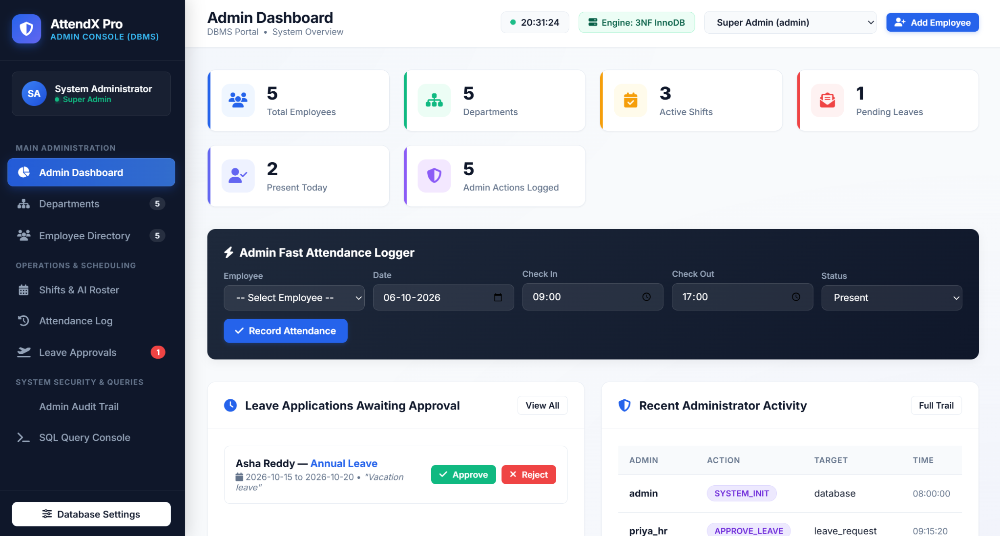 AttendX Pro
ADMIN CONSOLE (DBMS)
SA
System Administrator
Super Admin
MAIN ADMINISTRATION
Admin Dashboard
Departments 5
Employee Directory 5
OPERATIONS & SCHEDULING
Shifts & AI Roster
Attendance Log
Leave Approvals 1
SYSTEM SECURITY & QUERIES
Admin Audit Trail
SQL Query Console
Database Settings
Admin Dashboard
DBMS Portal • System Overview
20:31:24
Engine: 3NF InnoDB
Super Admin (admin)
Add Employee
5
Total Employees
5
Departments
3
Active Shifts
1
Pending Leaves
2
Present Today
5
Admin Actions Logged
Admin Fast Attendance Logger
Employee
-- Select Employee --
Date
06-10-2026
Check In
09:00
Check Out
17:00
Status
Present
Record Attendance
Leave Applications Awaiting Approval
View All
Asha Reddy — Annual Leave
2026-10-15 to 2026-10-20 • "Vacation
leave"
Approve
Reject
Recent Administrator Activity
Full Trail
ADMIN ACTION TARGET TIME
admin SYSTEM_INIT database 08:00:00
priya_hr APPROVE_LEAVE leave_request 09:15:20